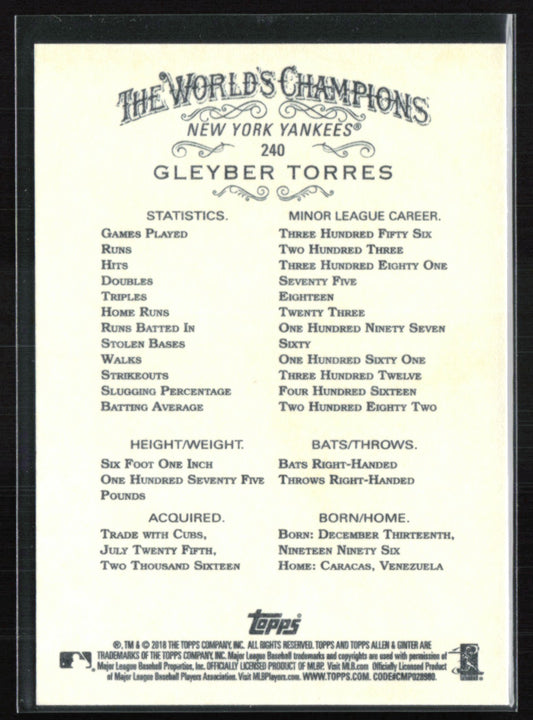 THE WORLD'S CHAMPIONS
NEW YORK YANKEES®
240
GLEYBER TORRES
STATISTICS. MINOR LEAGUE CAREER.
GAMES PLAYED THREE HUNDRED FIFTY SIX
RUNS TWO HUNDRED THREE
HITS THREE HUNDRED EIGHTY ONE
DOUBLES SEVENTY FIVE
TRIPLES EIGHTEEN
HOME RUNS TWENTY THREE
RUNS BATTED IN ONE HUNDRED NINETY SEVEN
STOLEN BASES SIXTY
WALKS ONE HUNDRED SIXTY ONE
STRIKEOUTS THREE HUNDRED TWELVE
SLUGGING PERCENTAGE FOUR HUNDRED SIXTEEN
BATTING AVERAGE TWO HUNDRED EIGHTY TWO
HEIGHT/WEIGHT. BATS/THROWS.
SIX FOOT ONE INCH BATS RIGHT-HANDED
ONE HUNDRED SEVENTY FIVE THROWS RIGHT-HANDED
POUNDS
ACQUIRED. BORN/HOME.
TRADE WITH CUBS, BORN: DECEMBER THIRTEENTH,
JULY TWENTY FIFTH, NINETEEN NINETY SIX
TWO THOUSAND SIXTEEN HOME: CARACAS, VENEZUELA
Topps
®, TM & © 2018 THE TOPPS COMPANY, INC. ALL RIGHTS RESERVED. TOPPS AND TOPPS ALLEN & GINTER ARE
TRADEMARKS OF THE TOPPS COMPANY, INC. Major League Baseball trademarks and copyrights are used with permission of
Major League Baseball Properties, Inc. OFFICIALLY LICENSED PRODUCT OF MLBP. Visit MLB.com Officially Licensed Product
of Major League Baseball Players Association. Visit MLBPlayers.com. WWW.TOPPS.COM. CODE#CMP028980.